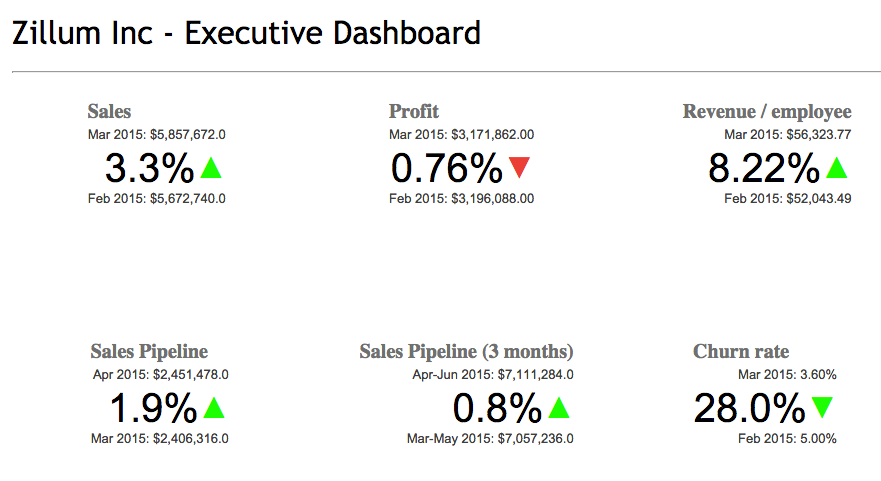 Zillum Inc - Executive Dashboard
Sales
Mar 2015: $5,857,672.0
3.3%
Feb 2015: $5,672,740.0
Profit
Mar 2015: $3,171,862.00
0.76%
Feb 2015: $3,196,088.00
Revenue / employee
Mar 2015: $56,323.77
8.22%
Feb 2015: $52,043.49
Sales Pipeline
Apr 2015: $2,451,478.0
1.9%
Mar 2015: $2,406,316.0
Sales Pipeline (3 months)
Apr-Jun 2015: $7,111,284.0
0.8%
Mar-May 2015: $7,057,236.0
Churn rate
Mar 2015: 3.60%
28.0%
Feb 2015: 5.00%